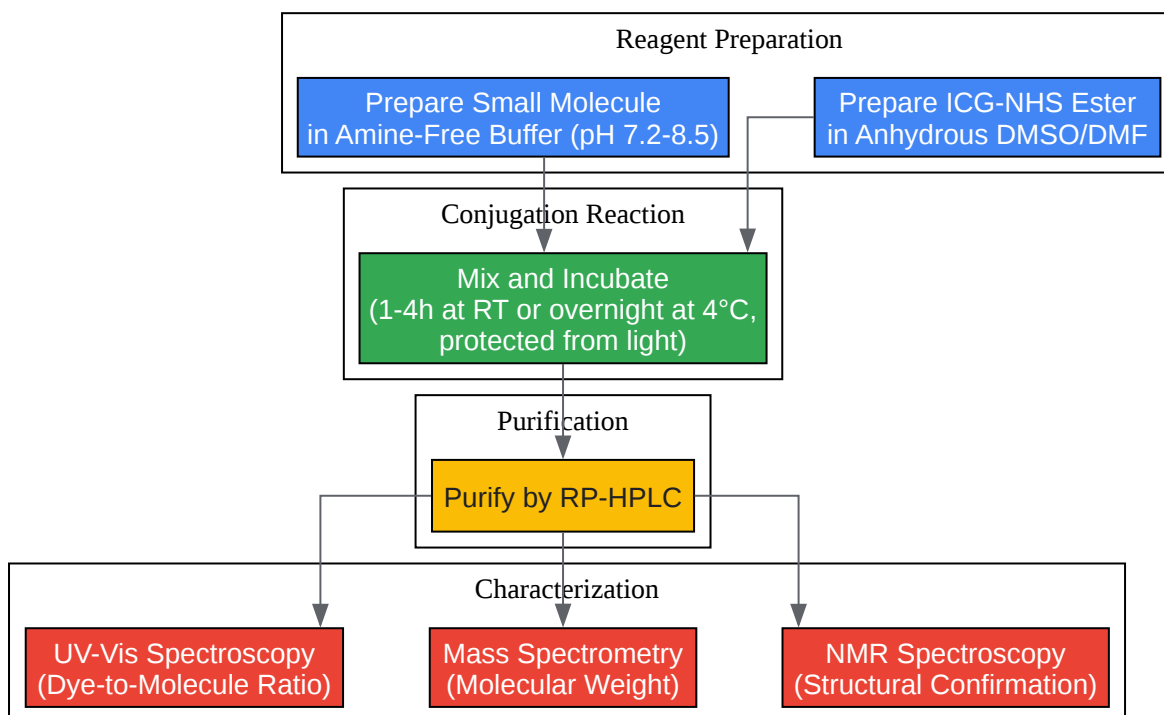 Reagent Preparation
Prepare Small Molecule
in Amine-Free Buffer (pH 7.2-8.5)
Prepare ICG-NHS Ester
in Anhydrous DMSO/DMF
Conjugation Reaction
Mix and Incubate
(1-4h at RT or overnight at 4°C,
protected from light)
Purification
Purify by RP-HPLC
Characterization
UV-Vis Spectroscopy
(Dye-to-Molecule Ratio)
Mass Spectrometry
(Molecular Weight)
NMR Spectroscopy
(Structural Confirmation)